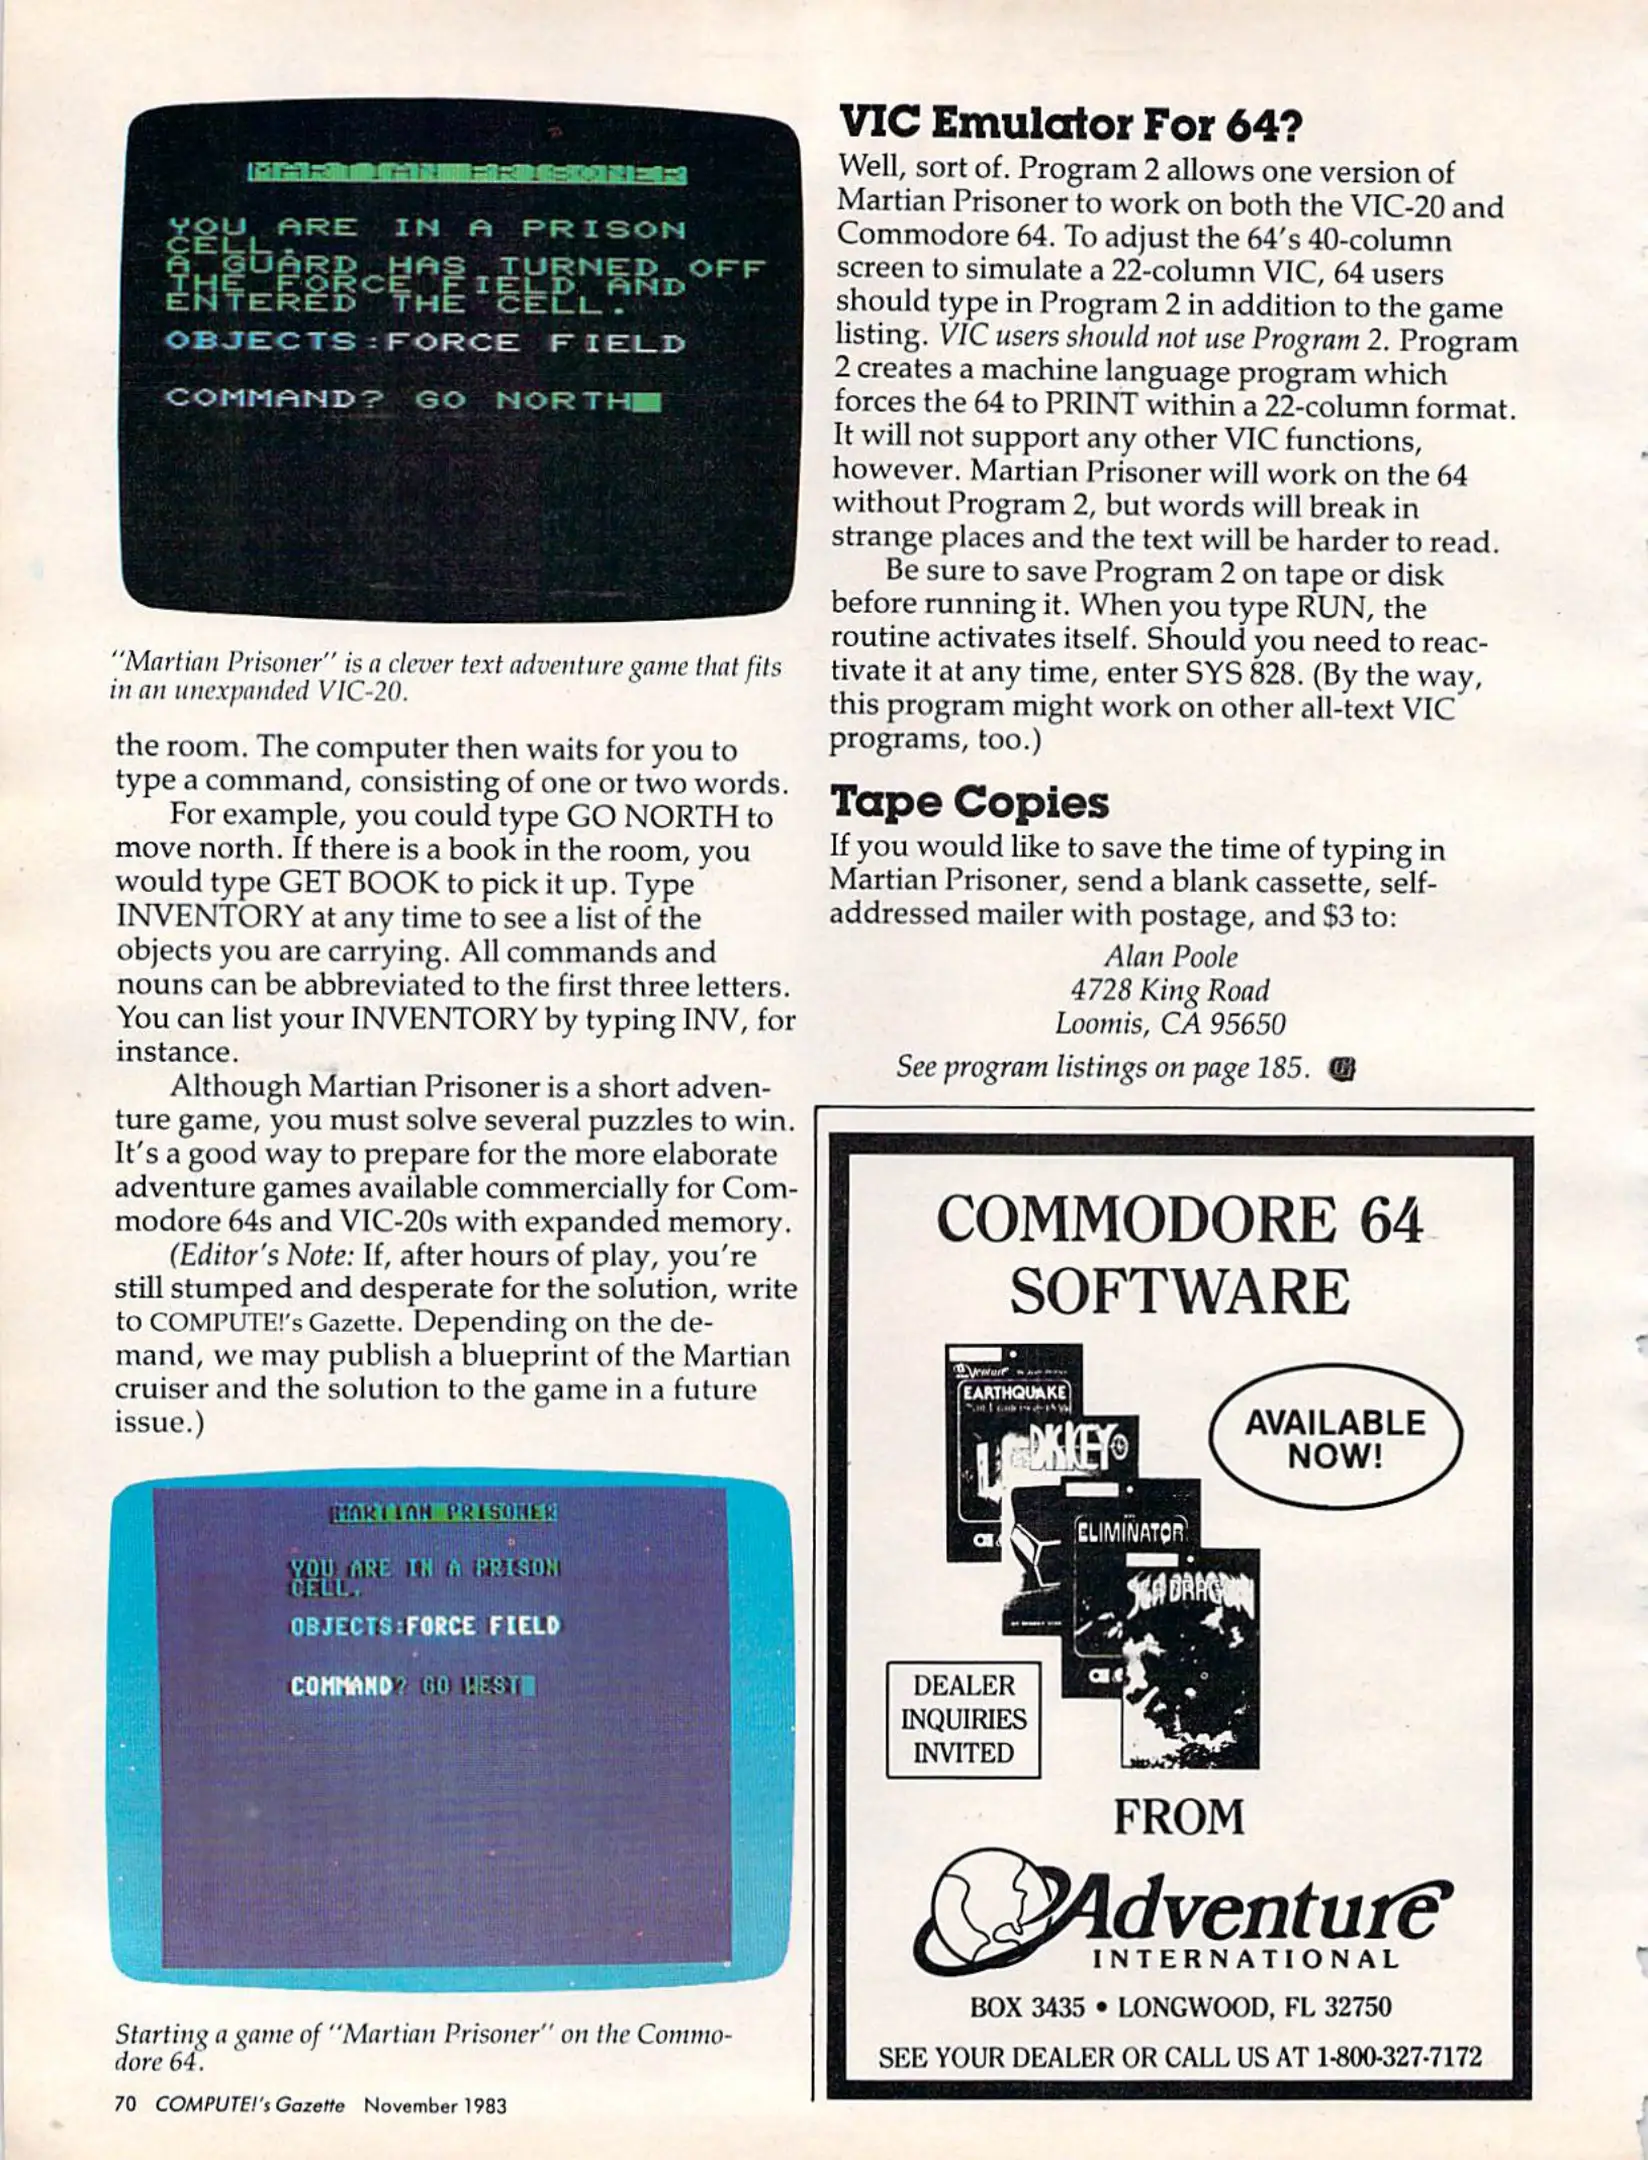 MARTIAN PRISONER
YOU ARE IN A PRISON
CELL.
A GUARD HAS TURNED OFF
THE FORCE FIELD AND
ENTERED THE CELL.
OBJECTS:FORCE FIELD
COMMAND? GO NORTH
"Martian Prisoner" is a clever text adventure game that fits
in an unexpanded VIC-20.
the room. The computer then waits for you to
type a command, consisting of one or two words.
For example, you could type GO NORTH to
move north. If there is a book in the room, you
would type GET BOOK to pick it up. Type
INVENTORY at any time to see a list of the
objects you are carrying. All commands and
nouns can be abbreviated to the first three letters.
You can list your INVENTORY by typing INV, for
instance.
Although Martian Prisoner is a short adven-
ture game, you must solve several puzzles to win.
It's a good way to prepare for the more elaborate
adventure games available commercially for Com-
modore 64s and VIC-20s with expanded memory.
(Editor's Note: If, after hours of play, you're
still stumped and desperate for the solution, write
to COMPUTE!'s Gazette. Depending on the de-
mand, we may publish a blueprint of the Martian
cruiser and the solution to the game in a future
issue.)
MARTIAN PRISONER
YOU ARE IN A PRISON
CELL.
OBJECTS:FORCE FIELD
COMMAND? GO WEST
Starting a game of "Martian Prisoner" on the Commo-
dore 64.
70 COMPUTE!'s Gazette November 1983
VIC Emulator For 64?
Well, sort of. Program 2 allows one version of
Martian Prisoner to work on both the VIC-20 and
Commodore 64. To adjust the 64's 40-column
screen to simulate a 22-column VIC, 64 users
should type in Program 2 in addition to the game
listing. VIC users should not use Program 2. Program
2 creates a machine language program which
forces the 64 to PRINT within a 22-column format.
It will not support any other VIC functions,
however. Martian Prisoner will work on the 64
without Program 2, but words will break in
strange places and the text will be harder to read.
Be sure to save Program 2 on tape or disk
before running it. When you type RUN, the
routine activates itself. Should you need to reac-
tivate it at any time, enter SYS 828. (By the way,
this program might work on other all-text VIC
programs, too.)
Tape Copies
If you would like to save the time of typing in
Martian Prisoner, send a blank cassette, self-
addressed mailer with postage, and $3 to:
Alan Poole
4728 King Road
Loomis, CA 95650
See program listings on page 185.
COMMODORE 64
SOFTWARE
EARTHQUAKE
DISKEY
ELIMINATOR
SEA DRAGON
AVAILABLE
NOW!
DEALER
INQUIRIES
INVITED
FROM
Adventure
INTERNATIONAL
BOX 3435 • LONGWOOD, FL 32750
SEE YOUR DEALER OR CALL US AT 1-800-327-7172